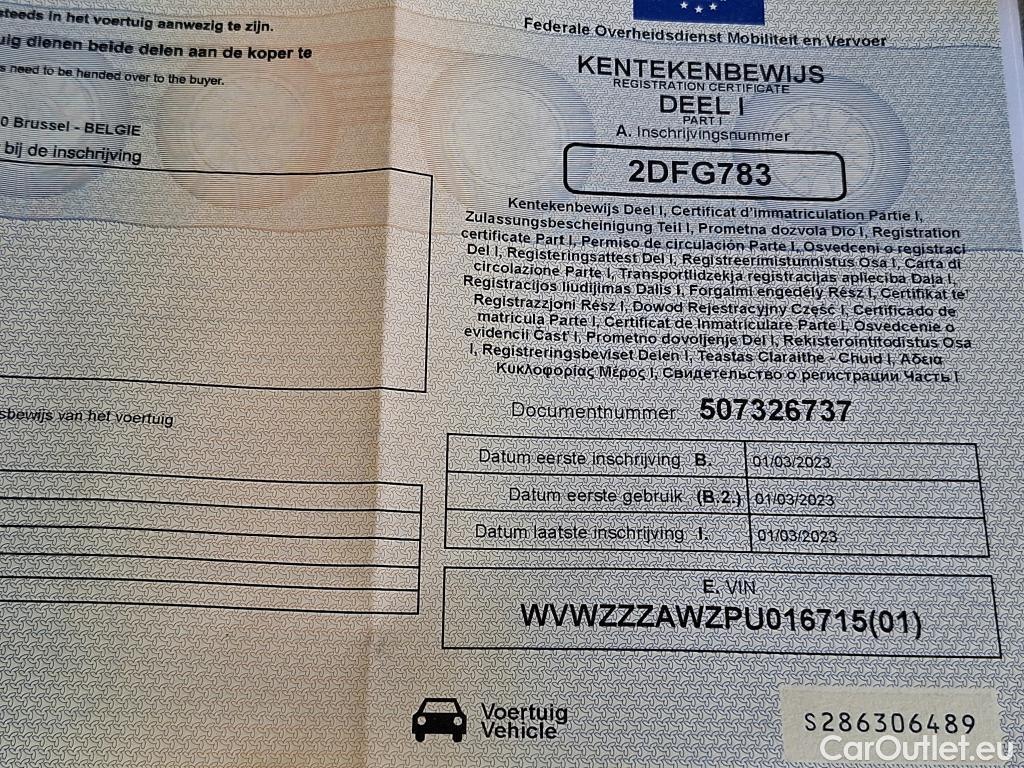 steeds in het voertuig aanwezig te zijn.
uig dienen beide delen aan de koper te
s need to be handed over to the buyer.
0 Brussel - BELGIE
bij de inschrijving
sbewijs van het voertuig
Federale Overheidsdienst Mobiliteit en Vervoer
KENTEKENBEWIJS
REGISTRATION CERTIFICATE
DEEL I
PART I
A. Inschrijvingsnummer
2DFG783
Kentekenbewijs Deel I, Certificat d'immatriculation Partie I,
Zulassungsbescheinigung Teil I, Prometna dozvola Dio I, Registration
certificate Part I, Permiso de circulación Parte I, Osvedceni o registraci
Del I, Registeringsattest Del I, Registreerimistunnistus Osa I, Carta di
circolazione Parte I, Transportlidzekja registracijas aplieciba Daja I,
Registracijos liudijimas Dalis I, Forgalmi engedély Rész I, Certifikat te'
Registrazzjoni Rész I, Dowod Rejestracyjny Część I, Certificado de
matricula Parte I, Certificat de inmatriculare Parte I, Osvedcenie o
evidencii Cast' I, Prometno dovoljenje Del I, Rekisterointitodistus Osa
I, Registreringsbeviset Delen I, Teastas Claraithe - Chuid I, Αδεια
Κυκλοφορίας Μέρος I, Свидетельство о регистрации Часть I
Documentnummer 507326737
Datum eerste inschrijving B. 01/03/2023
Datum eerste gebruik (B.2.) 01/03/2023
Datum laatste inschrijving I. 01/03/2023
E. VIN
WVWZZZAWZPU016715(01)
Voertuig
Vehicle
S286306489
CarOutlet.eu